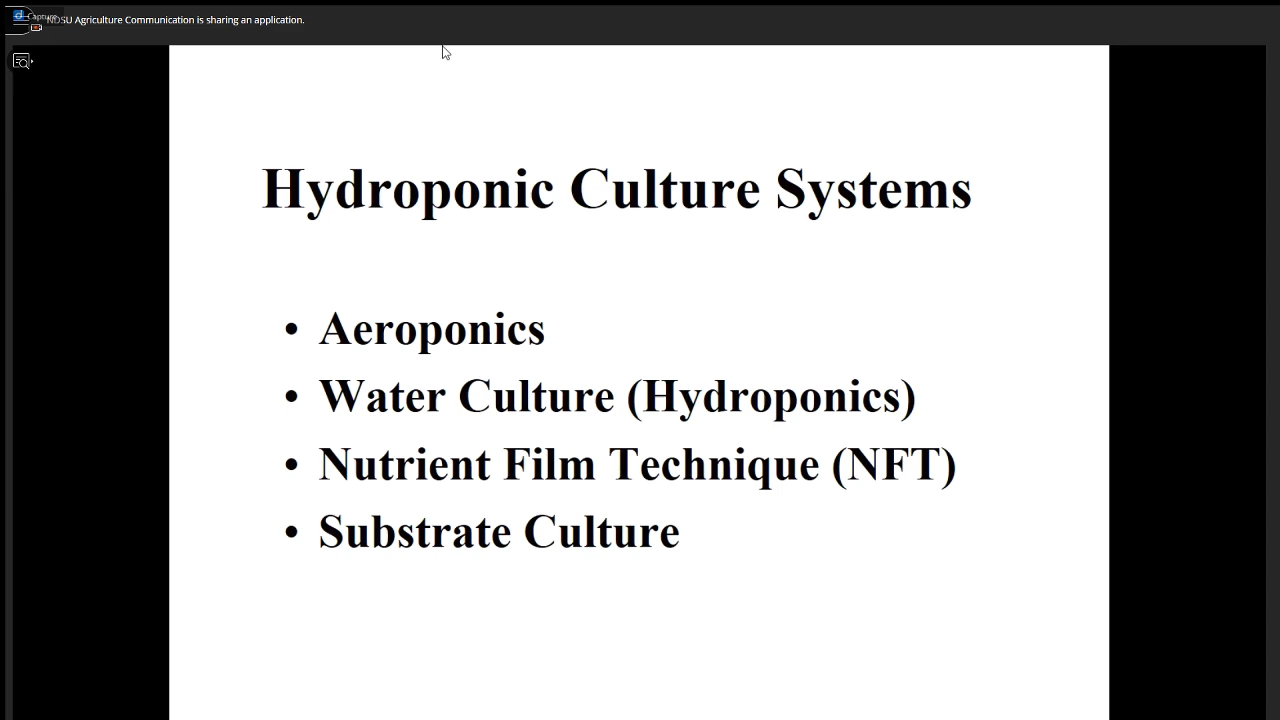 Capture
NDSU Agriculture Communication is sharing an application.
Hydroponic Culture Systems
• Aeroponics
• Water Culture (Hydroponics)
• Nutrient Film Technique (NFT)
• Substrate Culture